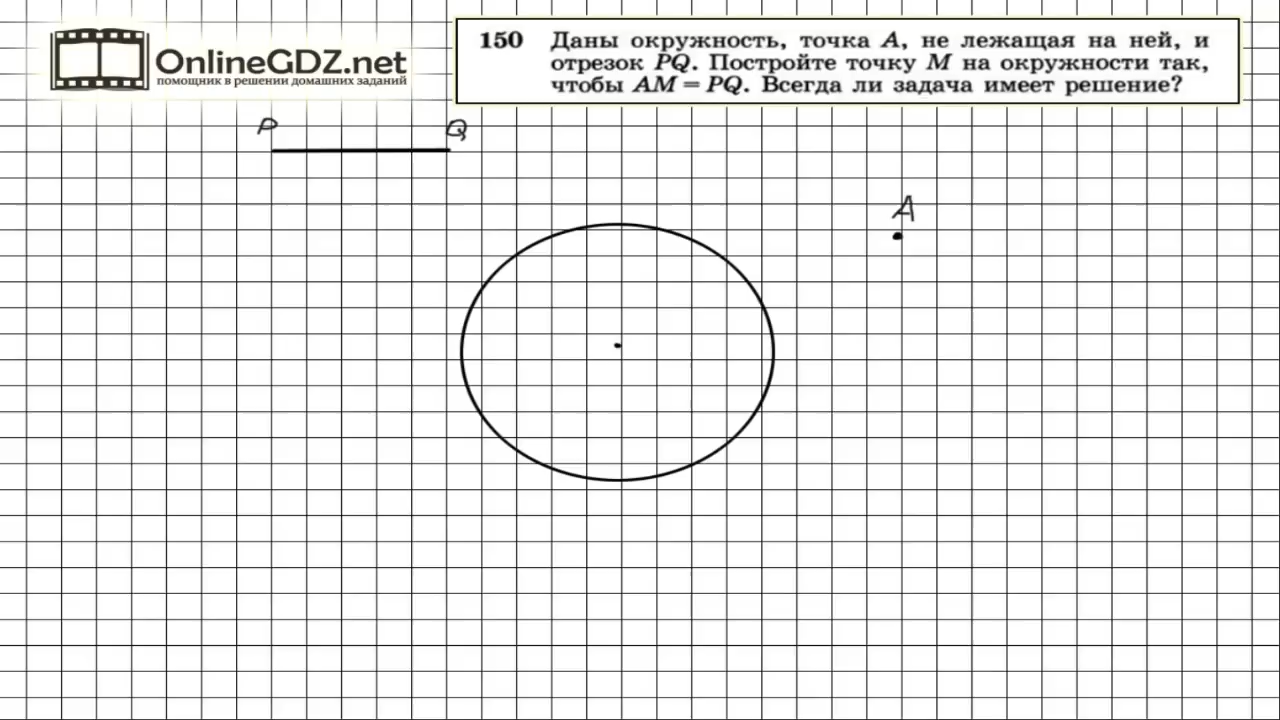 OnlineGDZ.net
помощник в решении домашних заданий
150 Даны окружность, точка A, не лежащая на ней, и
отрезок PQ. Постройте точку M на окружности так,
чтобы AM = PQ. Всегда ли задача имеет решение?
P Q
A